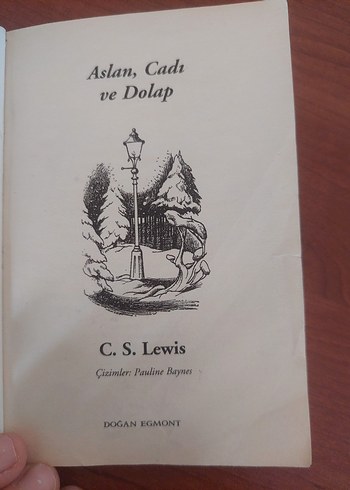 Aslan, Cadı
ve Dolap
C. S. Lewis
Çizimler: Pauline Baynes
DOĞAN EGMONT